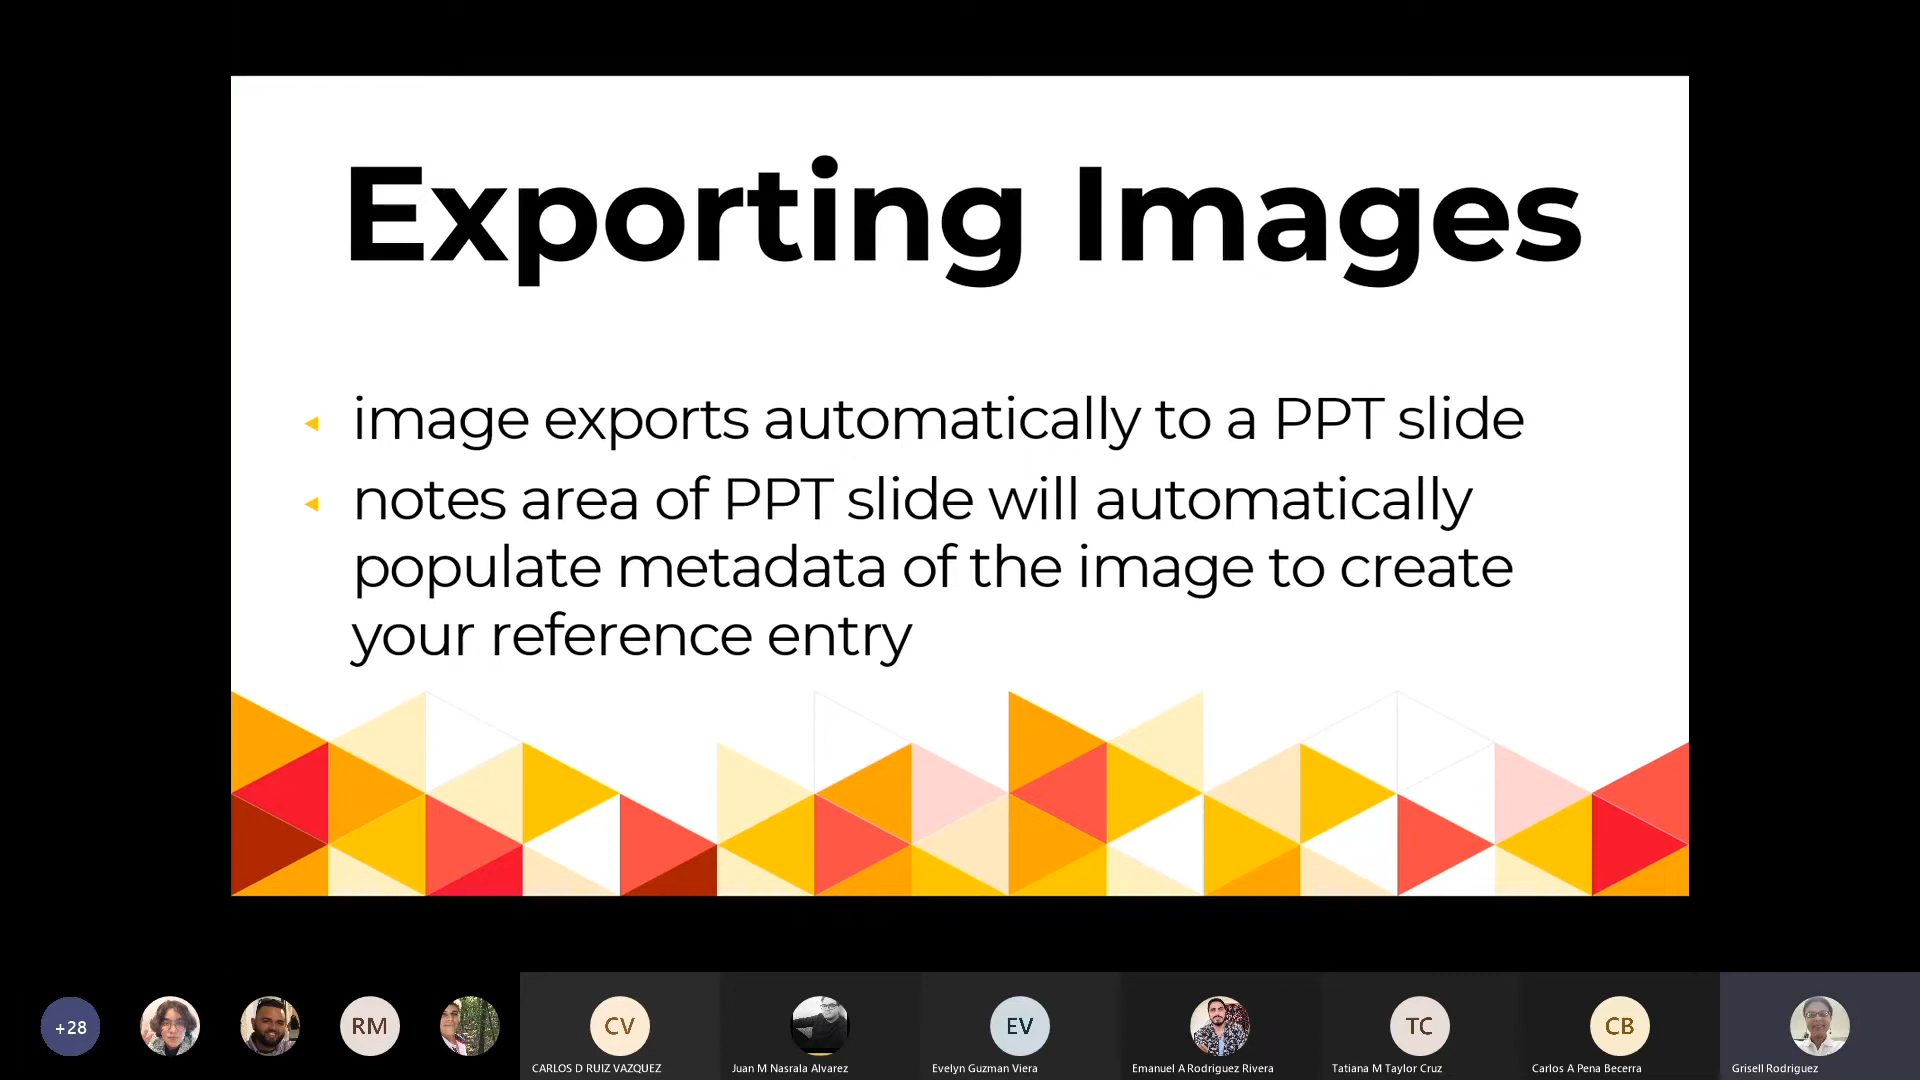 Exporting Images
image exports automatically to a PPT slide
notes area of PPT slide will automatically
populate metadata of the image to create
your reference entry
+28
RM
CV
EV
TC
CB
CARLOS D RUIZ VAZQUEZ
Juan M Nasrala Alvarez
Evelyn Guzman Viera
Emanuel A Rodriguez Rivera
Tatiana M Taylor Cruz
Carlos A Pena Becerra
Grisell Rodriguez